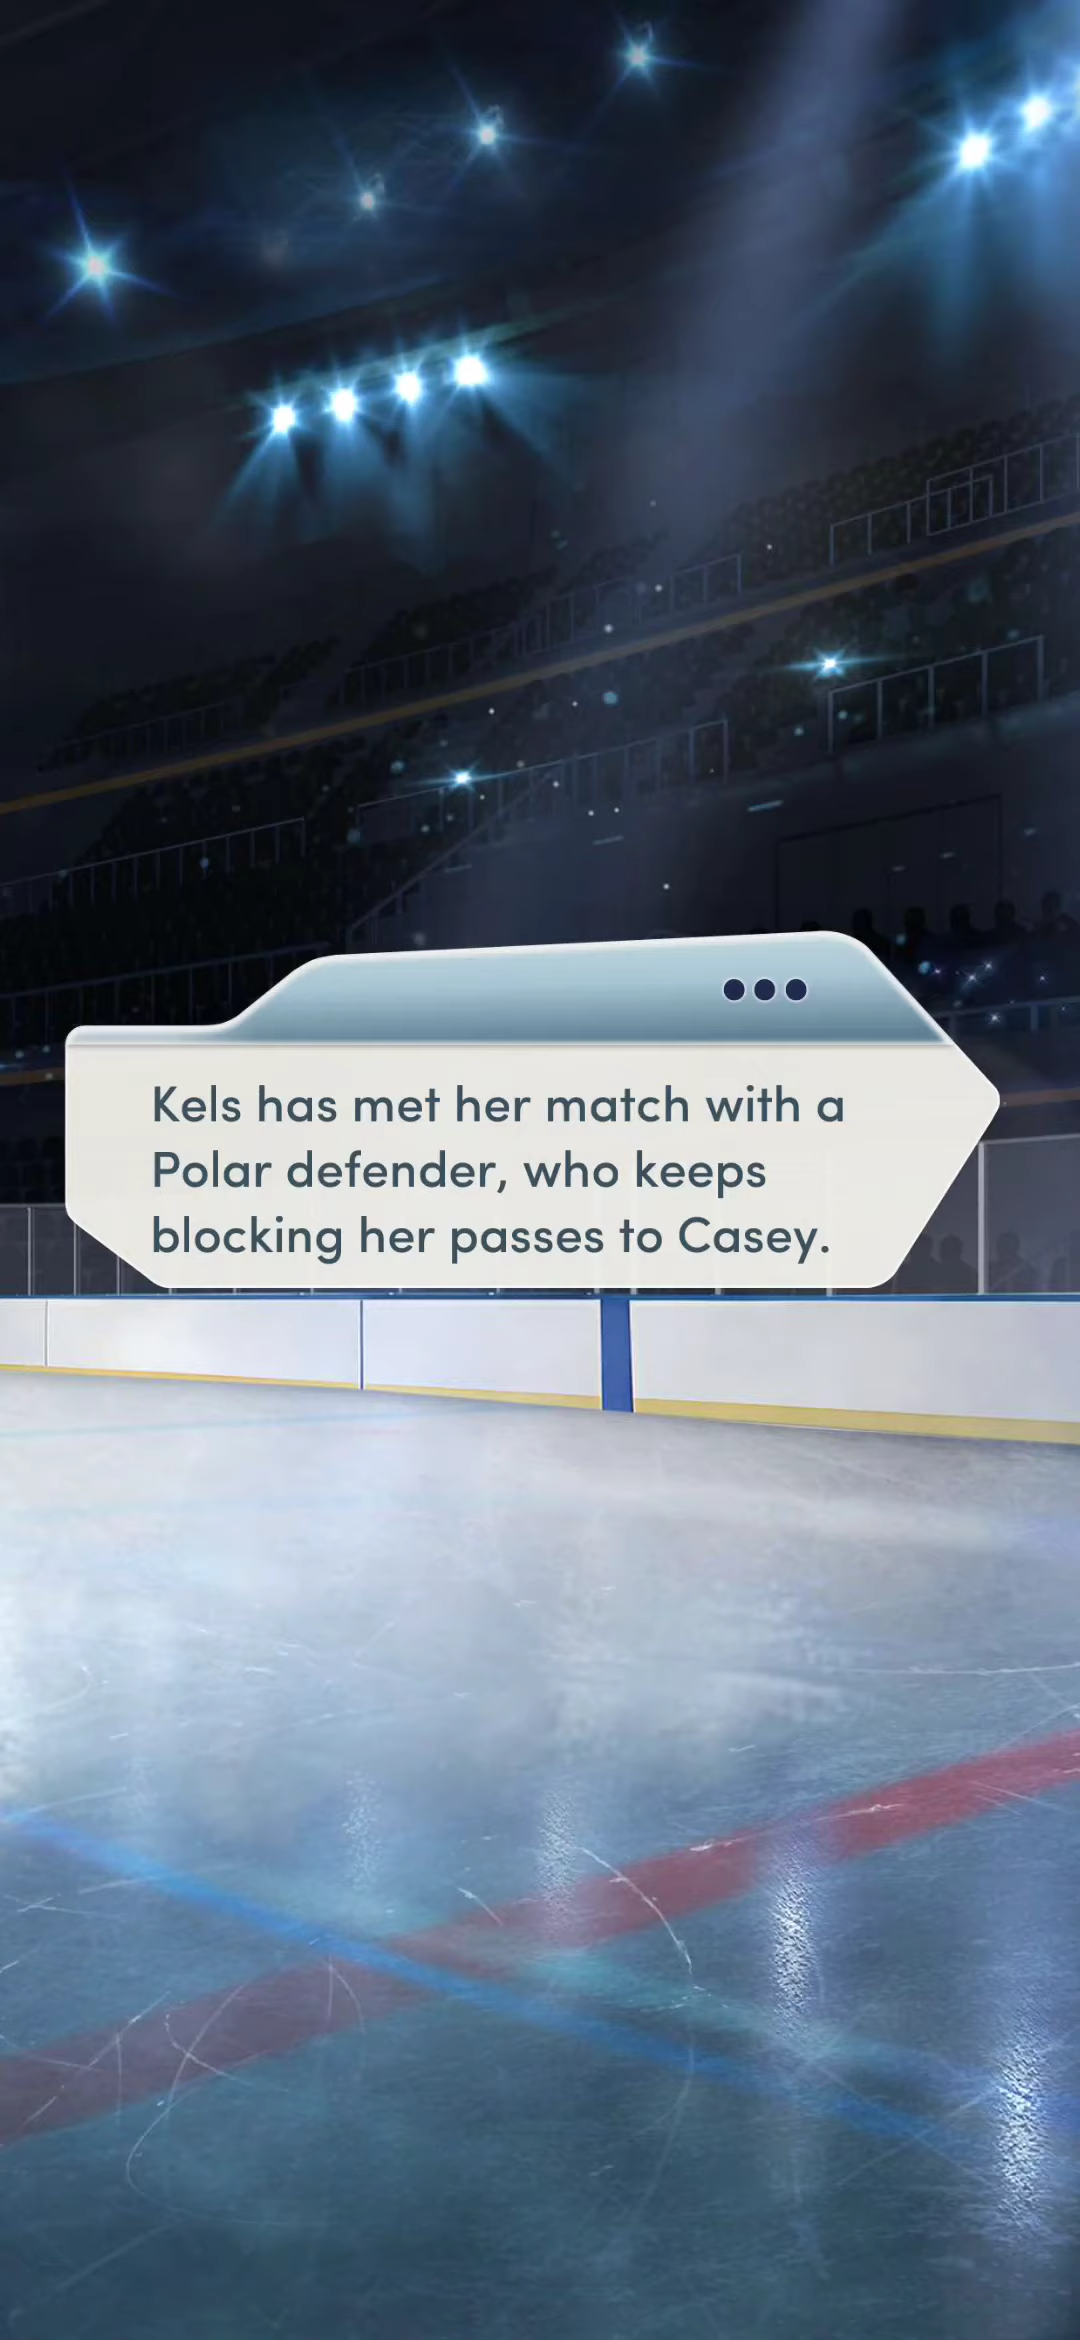 Kels has met her match with a
Polar defender, who keeps
blocking her passes to Casey.